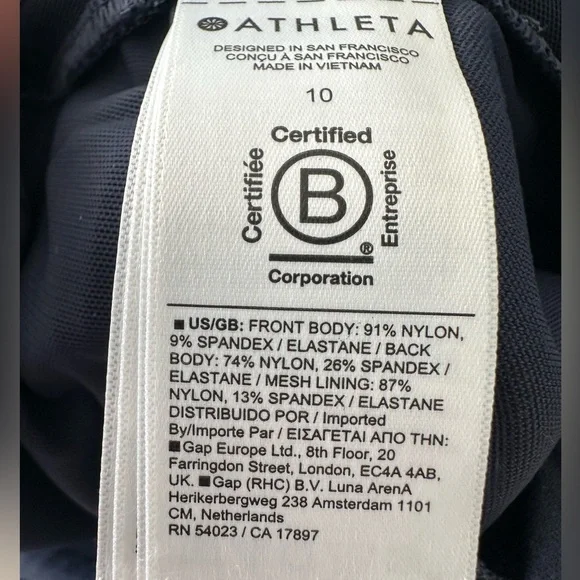 ATHLETA
DESIGNED IN SAN FRANCISCO
CONÇU À SAN FRANCISCO
MADE IN VIETNAM
10
Certified
Certifiée
B
Entreprise
®
Corporation
■ US/GB: FRONT BODY: 91% NYLON,
9% SPANDEX / ELASTANE / BACK
BODY: 74% NYLON, 26% SPANDEX /
ELASTANE / MESH LINING: 87%
NYLON, 13% SPANDEX / ELASTANE
DISTRIBUIDO POR / Imported
By/Importe Par / ΕΙΣΑΓΕΤΑΙ ΑΠΟ ΤΗΝ:
■Gap Europe Ltd., 8th Floor, 20
Farringdon Street, London, EC4A 4AB,
UK. ■Gap (RHC) B.V. Luna ArenA
Herikerbergweg 238 Amsterdam 1101
CM, Netherlands
RN 54023 / CA 17897